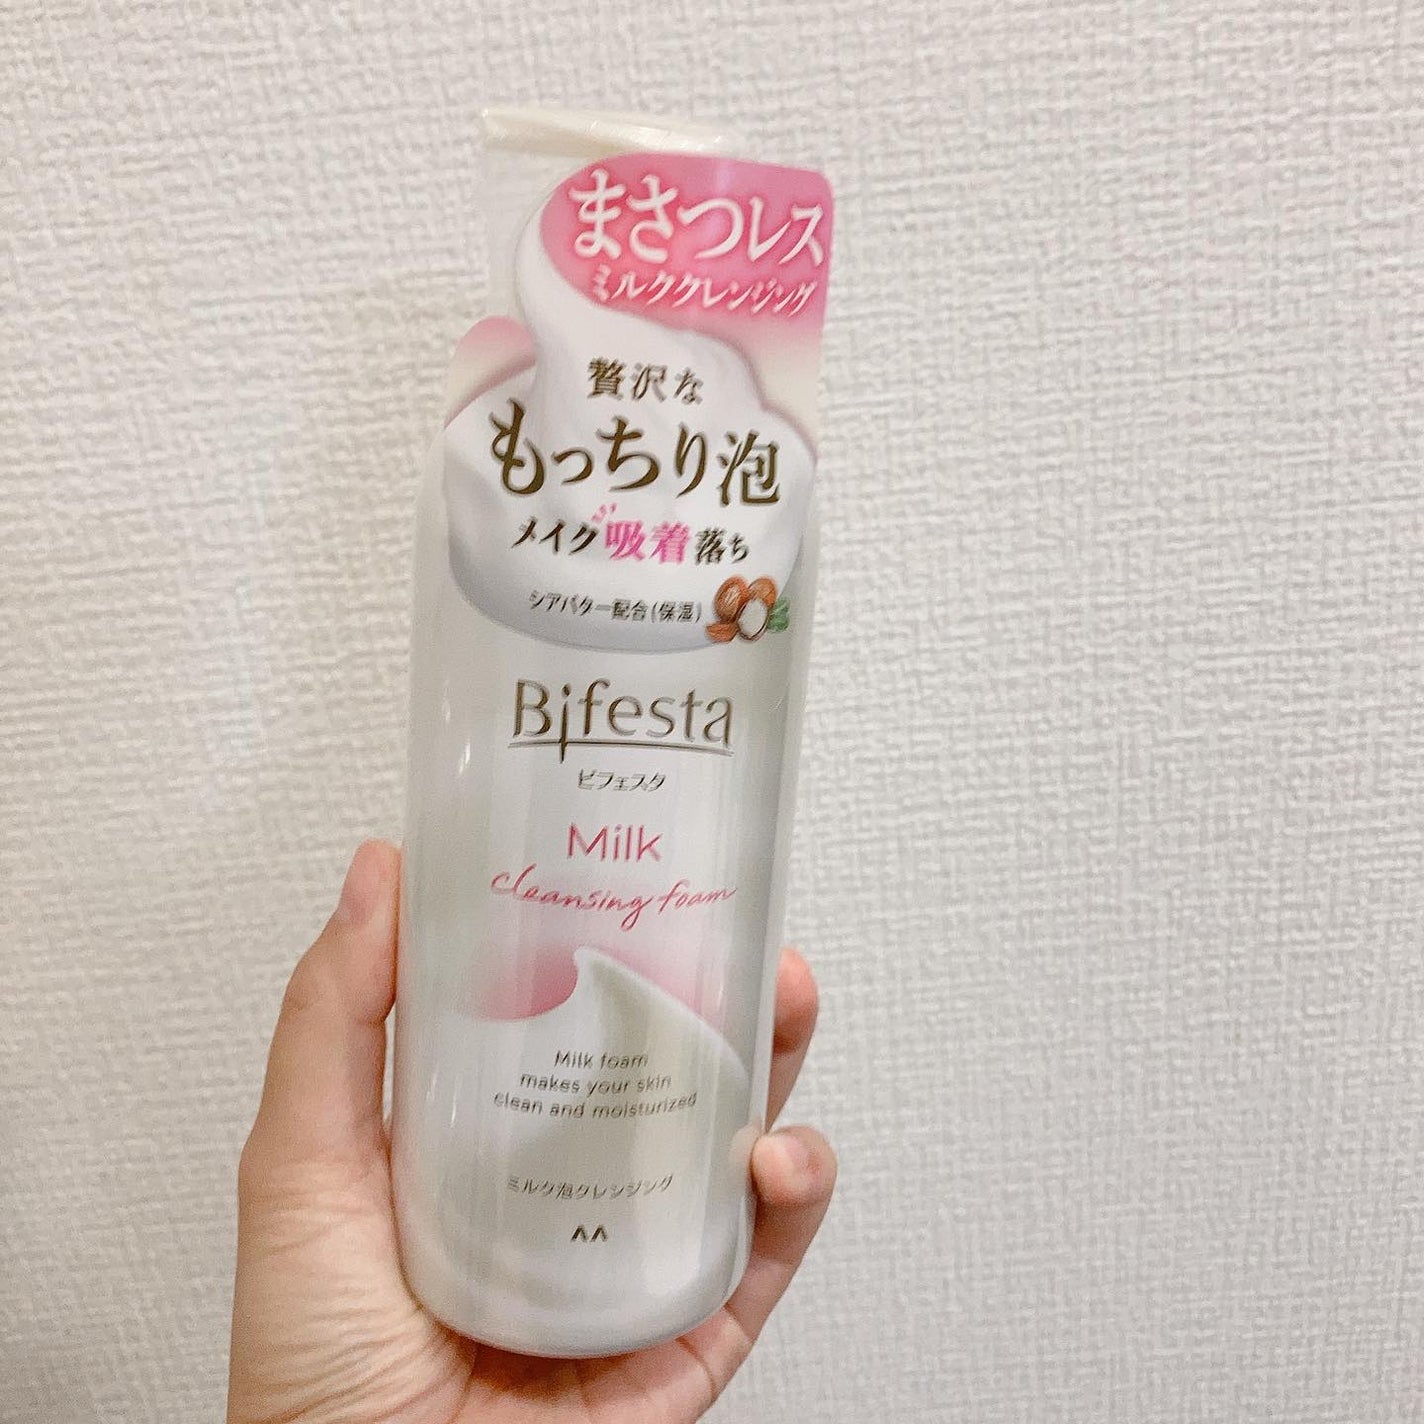 まさつレス
ミルククレンジング
贅沢な
もっちり泡
メイク吸着落ち
シアバター配合(保湿)
Bifesta
ビフェスタ
Milk
cleansing foam
Milk foam
makes your skin
clean and moisturized
ミルク泡クレンジング